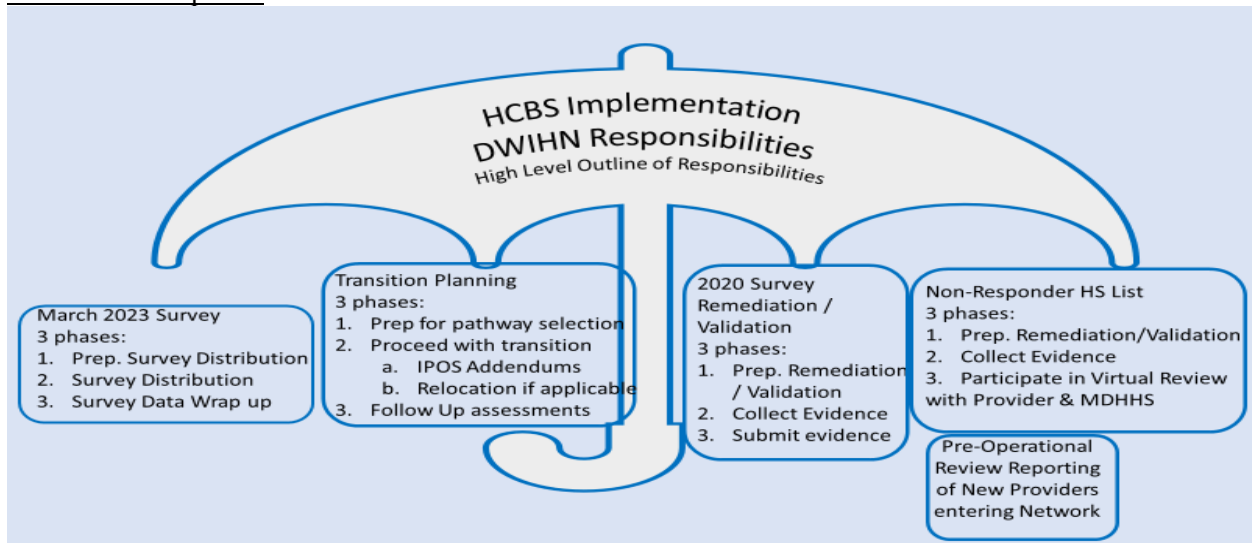 HCBS Implementation
DWIHN Responsibilities
High Level Outline of Responsibilities
March 2023 Survey
3 phases:
1. Prep. Survey Distribution
2. Survey Distribution
3. Survey Data Wrap up
Transition Planning
3 phases:
1. Prep for pathway selection
2. Proceed with transition
a. IPOS Addendums
b. Relocation if applicable
3. Follow Up assessments
2020 Survey
Remediation /
Validation
3 phases:
1. Prep. Remediation
/ Validation
2. Collect Evidence
3. Submit evidence
Non-Responder HS List
3 phases:
1. Prep. Remediation/Validation
2. Collect Evidence
3. Participate in Virtual Review
with Provider & MDHHS
Pre-Operational
Review Reporting
of New Providers
entering Network